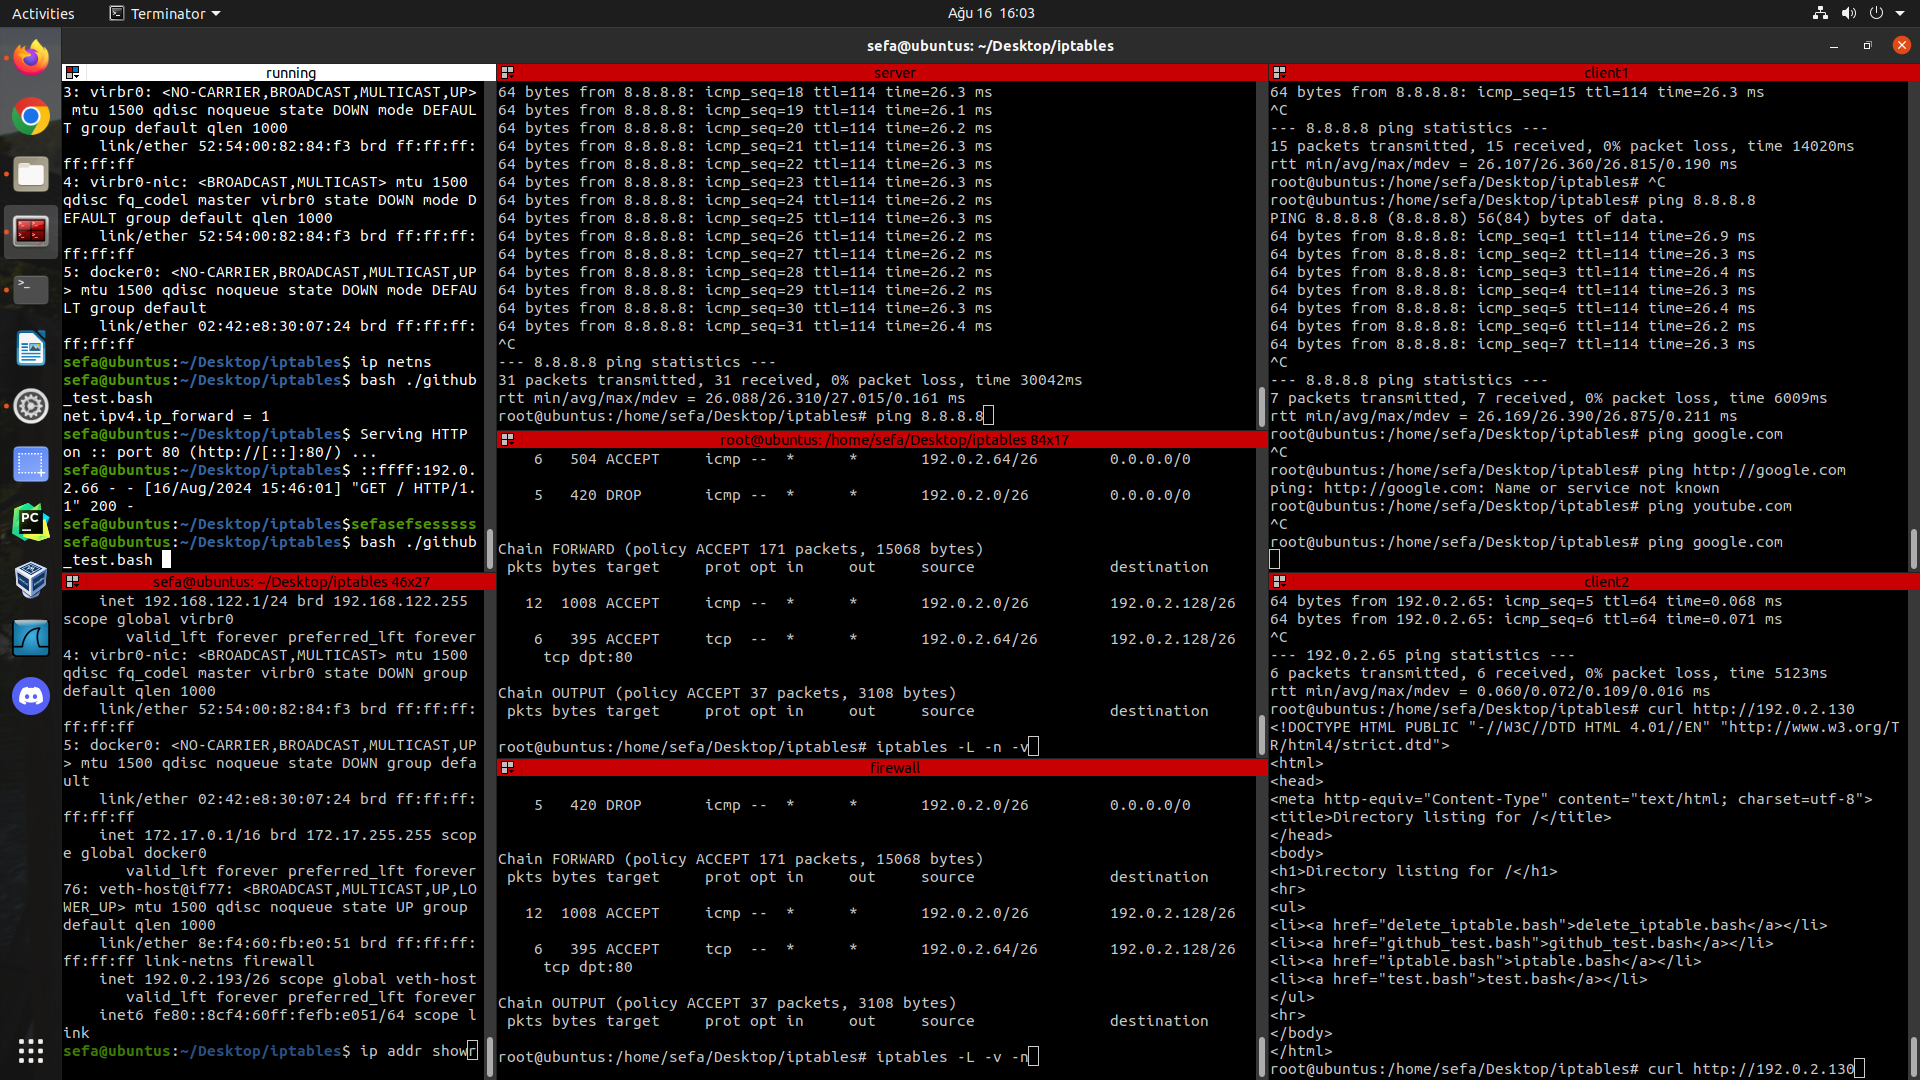 Activities
Terminator
Ağu 16 16:03
sefa@ubuntus: ~/Desktop/iptables
running
3: virbr0: <NO-CARRIER,BROADCAST,MULTICAST,UP>
mtu 1500 qdisc noqueue state DOWN mode DEFAUL
T group default qlen 1000
link/ether 52:54:00:82:84:f3 brd ff:ff:ff:
ff:ff:ff
4: virbr0-nic: <BROADCAST,MULTICAST> mtu 1500
qdisc fq_codel master virbr0 state DOWN mode D
EFAULT group default qlen 1000
link/ether 52:54:00:82:84:f3 brd ff:ff:ff:
ff:ff:ff
5: docker0: <NO-CARRIER,BROADCAST,MULTICAST,UP
> mtu 1500 qdisc noqueue state DOWN mode DEFAU
LT group default
link/ether 02:42:e8:30:07:24 brd ff:ff:ff:
ff:ff:ff
sefa@ubuntus:~/Desktop/iptables$ ip netns
sefa@ubuntus:~/Desktop/iptables$ bash ./github
_test.bash
net.ipv4.ip_forward = 1
sefa@ubuntus:~/Desktop/iptables$ Serving HTTP
on :: port 80 (http://[::]:80/) ...
sefa@ubuntus:~/Desktop/iptables$ ::ffff:192.0.
2.66 - - [16/Aug/2024 15:46:01] "GET / HTTP/1.
1" 200 -
sefa@ubuntus:~/Desktop/iptables$sefasefsesssss
sefa@ubuntus:~/Desktop/iptables$ bash ./github
_test.bash
sefa@ubuntus: ~/Desktop/iptables 46x27
inet 192.168.122.1/24 brd 192.168.122.255
scope global virbr0
valid_lft forever preferred_lft forever
4: virbr0-nic: <BROADCAST,MULTICAST> mtu 1500
qdisc fq_codel master virbr0 state DOWN group
default qlen 1000
link/ether 52:54:00:82:84:f3 brd ff:ff:ff:
ff:ff:ff
5: docker0: <NO-CARRIER,BROADCAST,MULTICAST,UP
> mtu 1500 qdisc noqueue state DOWN group defa
ult
link/ether 02:42:e8:30:07:24 brd ff:ff:ff:
ff:ff:ff
inet 172.17.0.1/16 brd 172.17.255.255 scop
e global docker0
valid_lft forever preferred_lft forever
76: veth-host@if77: <BROADCAST,MULTICAST,UP,LO
WER_UP> mtu 1500 qdisc noqueue state UP group
default qlen 1000
link/ether 8e:f4:60:fb:e0:51 brd ff:ff:ff:
ff:ff:ff link-netns firewall
inet 192.0.2.193/26 scope global veth-host
valid_lft forever preferred_lft forever
inet6 fe80::8cf4:60ff:fefb:e051/64 scope l
ink
sefa@ubuntus:~/Desktop/iptables$ ip addr showr
server
64 bytes from 8.8.8.8: icmp_seq=18 ttl=114 time=26.3 ms
64 bytes from 8.8.8.8: icmp_seq=19 ttl=114 time=26.1 ms
64 bytes from 8.8.8.8: icmp_seq=20 ttl=114 time=26.2 ms
64 bytes from 8.8.8.8: icmp_seq=21 ttl=114 time=26.2 ms
64 bytes from 8.8.8.8: icmp_seq=22 ttl=114 time=26.3 ms
64 bytes from 8.8.8.8: icmp_seq=23 ttl=114 time=26.3 ms
64 bytes from 8.8.8.8: icmp_seq=24 ttl=114 time=26.2 ms
64 bytes from 8.8.8.8: icmp_seq=25 ttl=114 time=26.3 ms
64 bytes from 8.8.8.8: icmp_seq=26 ttl=114 time=26.2 ms
64 bytes from 8.8.8.8: icmp_seq=27 ttl=114 time=26.2 ms
64 bytes from 8.8.8.8: icmp_seq=28 ttl=114 time=26.2 ms
64 bytes from 8.8.8.8: icmp_seq=29 ttl=114 time=26.2 ms
64 bytes from 8.8.8.8: icmp_seq=30 ttl=114 time=26.3 ms
64 bytes from 8.8.8.8: icmp_seq=31 ttl=114 time=26.4 ms
^C
--- 8.8.8.8 ping statistics ---
31 packets transmitted, 31 received, 0% packet loss, time 30042ms
rtt min/avg/max/mdev = 26.088/26.310/27.015/0.161 ms
root@ubuntus:/home/sefa/Desktop/iptables# ping 8.8.8.8
root@ubuntus: /home/sefa/Desktop/iptables 84x17
6 504 ACCEPT icmp -- * * 192.0.2.64/26 0.0.0.0/0
5 420 DROP icmp -- * * 192.0.2.0/26 0.0.0.0/0
Chain FORWARD (policy ACCEPT 171 packets, 15068 bytes)
pkts bytes target prot opt in out source destination
12 1008 ACCEPT icmp -- * * 192.0.2.0/26 192.0.2.128/26
6 395 ACCEPT tcp -- * * 192.0.2.64/26 192.0.2.128/26
tcp dpt:80
Chain OUTPUT (policy ACCEPT 37 packets, 3108 bytes)
pkts bytes target prot opt in out source destination
root@ubuntus:/home/sefa/Desktop/iptables# iptables -L -n -v
firewall
5 420 DROP icmp -- * * 192.0.2.0/26 0.0.0.0/0
Chain FORWARD (policy ACCEPT 171 packets, 15068 bytes)
pkts bytes target prot opt in out source destination
12 1008 ACCEPT icmp -- * * 192.0.2.0/26 192.0.2.128/26
6 395 ACCEPT tcp -- * * 192.0.2.64/26 192.0.2.128/26
tcp dpt:80
Chain OUTPUT (policy ACCEPT 37 packets, 3108 bytes)
pkts bytes target prot opt in out source destination
root@ubuntus:/home/sefa/Desktop/iptables# iptables -L -v -n
client1
64 bytes from 8.8.8.8: icmp_seq=15 ttl=114 time=26.3 ms
^C
--- 8.8.8.8 ping statistics ---
15 packets transmitted, 15 received, 0% packet loss, time 14020ms
rtt min/avg/max/mdev = 26.107/26.360/26.815/0.190 ms
root@ubuntus:/home/sefa/Desktop/iptables# ^C
root@ubuntus:/home/sefa/Desktop/iptables# ping 8.8.8.8
PING 8.8.8.8 (8.8.8.8) 56(84) bytes of data.
64 bytes from 8.8.8.8: icmp_seq=1 ttl=114 time=26.9 ms
64 bytes from 8.8.8.8: icmp_seq=2 ttl=114 time=26.3 ms
64 bytes from 8.8.8.8: icmp_seq=3 ttl=114 time=26.4 ms
64 bytes from 8.8.8.8: icmp_seq=4 ttl=114 time=26.3 ms
64 bytes from 8.8.8.8: icmp_seq=5 ttl=114 time=26.4 ms
64 bytes from 8.8.8.8: icmp_seq=6 ttl=114 time=26.2 ms
64 bytes from 8.8.8.8: icmp_seq=7 ttl=114 time=26.3 ms
^C
--- 8.8.8.8 ping statistics ---
7 packets transmitted, 7 received, 0% packet loss, time 6009ms
rtt min/avg/max/mdev = 26.169/26.390/26.875/0.211 ms
root@ubuntus:/home/sefa/Desktop/iptables# ping google.com
^C
root@ubuntus:/home/sefa/Desktop/iptables# ping http://google.com
ping: http://google.com: Name or service not known
root@ubuntus:/home/sefa/Desktop/iptables# ping youtube.com
^C
root@ubuntus:/home/sefa/Desktop/iptables# ping google.com
client2
64 bytes from 192.0.2.65: icmp_seq=5 ttl=64 time=0.068 ms
64 bytes from 192.0.2.65: icmp_seq=6 ttl=64 time=0.071 ms
^C
--- 192.0.2.65 ping statistics ---
6 packets transmitted, 6 received, 0% packet loss, time 5123ms
rtt min/avg/max/mdev = 0.060/0.072/0.109/0.016 ms
root@ubuntus:/home/sefa/Desktop/iptables# curl http://192.0.2.130
<!DOCTYPE HTML PUBLIC "-//W3C//DTD HTML 4.01//EN" "http://www.w3.org/T
R/html4/strict.dtd">
<html>
<head>
<meta http-equiv="Content-Type" content="text/html; charset=utf-8">
<title>Directory listing for /</title>
</head>
<body>
<h1>Directory listing for /</h1>
<hr>
<ul>
<li><a href="delete_iptable.bash">delete_iptable.bash</a></li>
<li><a href="github_test.bash">github_test.bash</a></li>
<li><a href="iptable.bash">iptable.bash</a></li>
<li><a href="test.bash">test.bash</a></li>
</ul>
<hr>
</body>
</html>
root@ubuntus:/home/sefa/Desktop/iptables# curl http://192.0.2.130